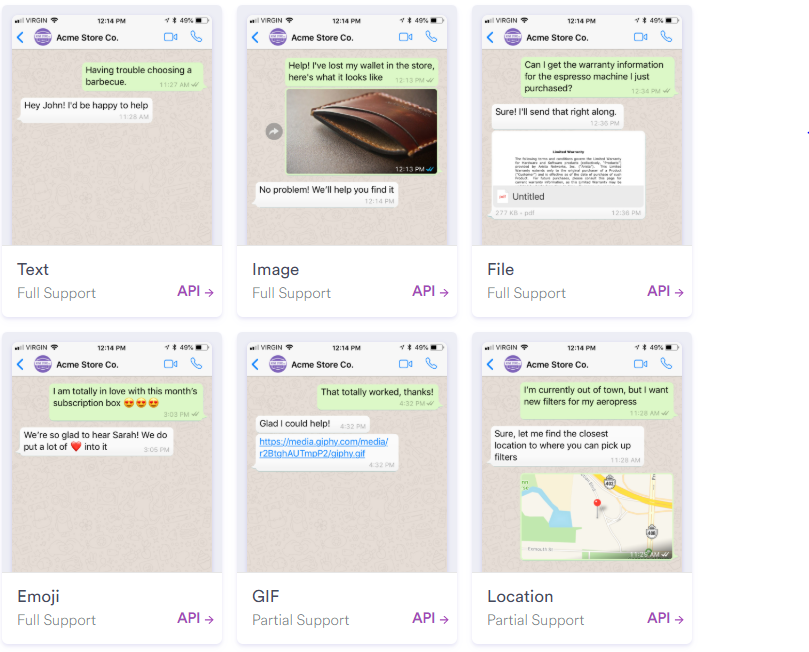 VIRGIN 12:14 PM 49%
Acme Store Co.
Having trouble choosing a
barbecue.
11:27 AM
Hey John! I'd be happy to help
11:28 AM
Text
Full Support
API →
VIRGIN 12:14 PM 49%
Acme Store Co.
Help! I've lost my wallet in the store,
here's what it looks like
12:13 PM
12:13 PM
No problem! We'll help you find it
12:14 PM
Image
Full Support
API →
VIRGIN 12:14 PM 49%
Acme Store Co.
Can I get the warranty information
for the espresso machine I just
purchased?
12:34 PM
Sure! I'll send that right along.
12:35 PM
Limited Warranty
Untitled
277 KB - pdf
12:36 PM
File
Full Support
API →
VIRGIN 12:14 PM 49%
Acme Store Co.
I am totally in love with this month's
subscription box 😍😍😍
3:03 PM
We're so glad to hear Sarah! We do
put a lot of ❤️ into it
3:05 PM
Emoji
Full Support
API →
VIRGIN 12:14 PM 49%
Acme Store Co.
That totally worked, thanks!
4:32 PM
Glad I could help!
4:32 PM
https://media.giphy.com/media/
r2BtghAUTmpP2/giphy.gif
4:32 PM
GIF
Partial Support
API →
VIRGIN 12:14 PM 49%
Acme Store Co.
I'm currently out of town, but I want
new filters for my aeropress
11:28 AM
Sure, let me find the closest
location to where you can pick up
filters
11:28 AM
11:29 AM
Location
Partial Support
API →